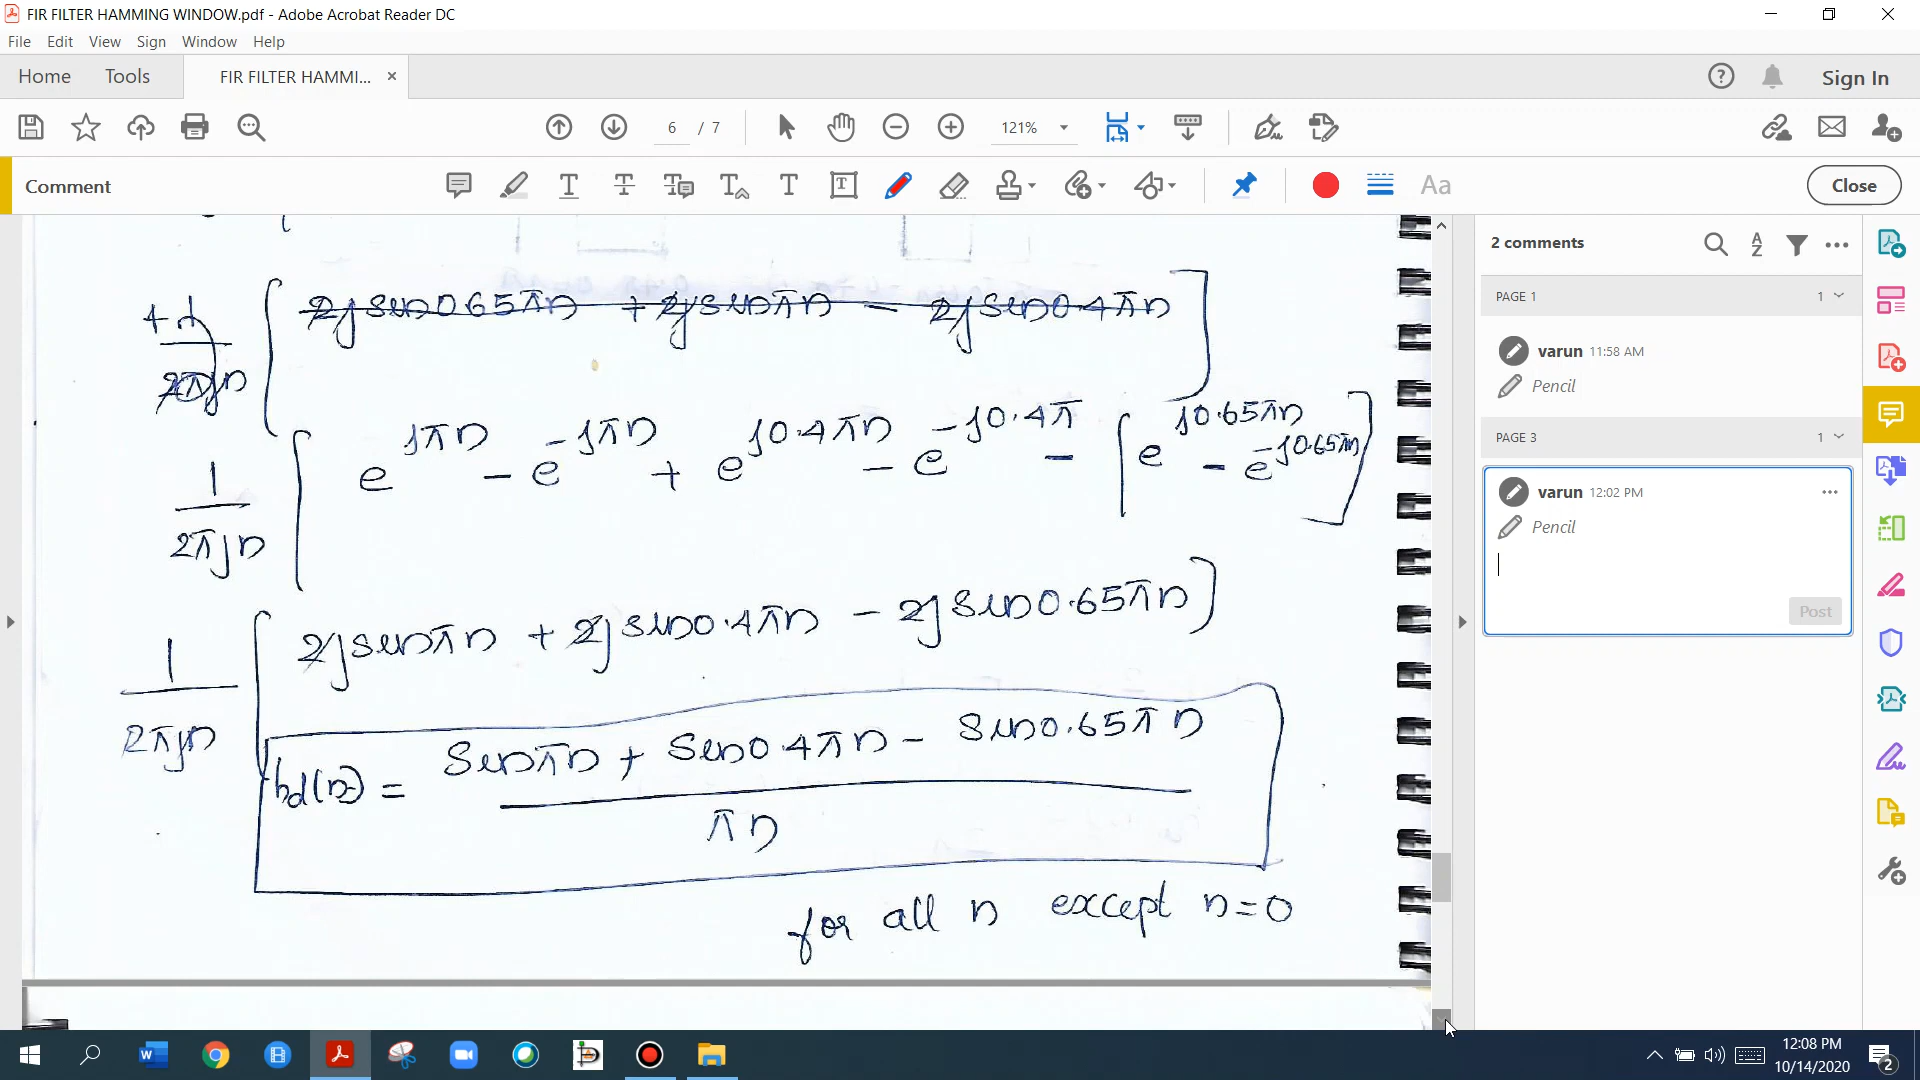 FIR FILTER HAMMING WINDOW.pdf - Adobe Acrobat Reader DC
File Edit View Sign Window Help
Home Tools FIR FILTER HAMMI... × Sign In
6 / 7 121%
Comment Close
2 comments
PAGE 1 1
varun 11:58 AM
Pencil
PAGE 3 1
varun 12:02 PM
Pencil
Post
2j sin0.65πn + 2j sinπn - 2j sin0.4πn ]
1/2πjn [ e^jπn - e^-jπn + e^j0.4πn - e^-j0.4π - [ e^j0.65πn - e^-j0.65πn ]
1/2πjn [ 2j sinπn + 2j sin0.4πn - 2j sin0.65πn ]
hd(n) = sinπn + sin0.4πn - sin0.65πn / πn
for all n except n=0
12:08 PM
10/14/2020
2